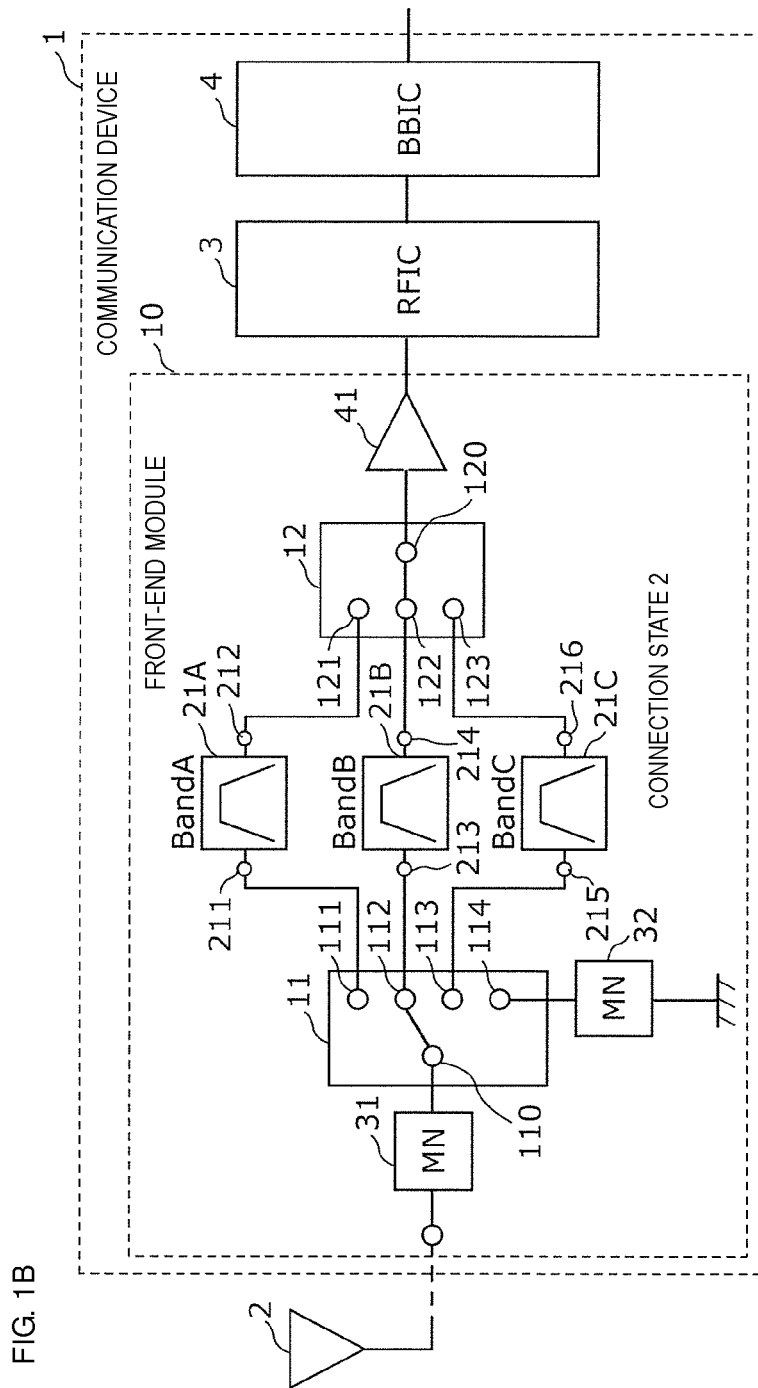 FIG. 1B
1
COMMUNICATION DEVICE
10
FRONT-END MODULE
2
31
MN
110
11
111
112
113
114
32
MN
211
BandA
21A
212
213
BandB
21B
214
215
BandC
21C
216
12
121
122
123
120
41
3
RFIC
4
BBIC
CONNECTION STATE 2